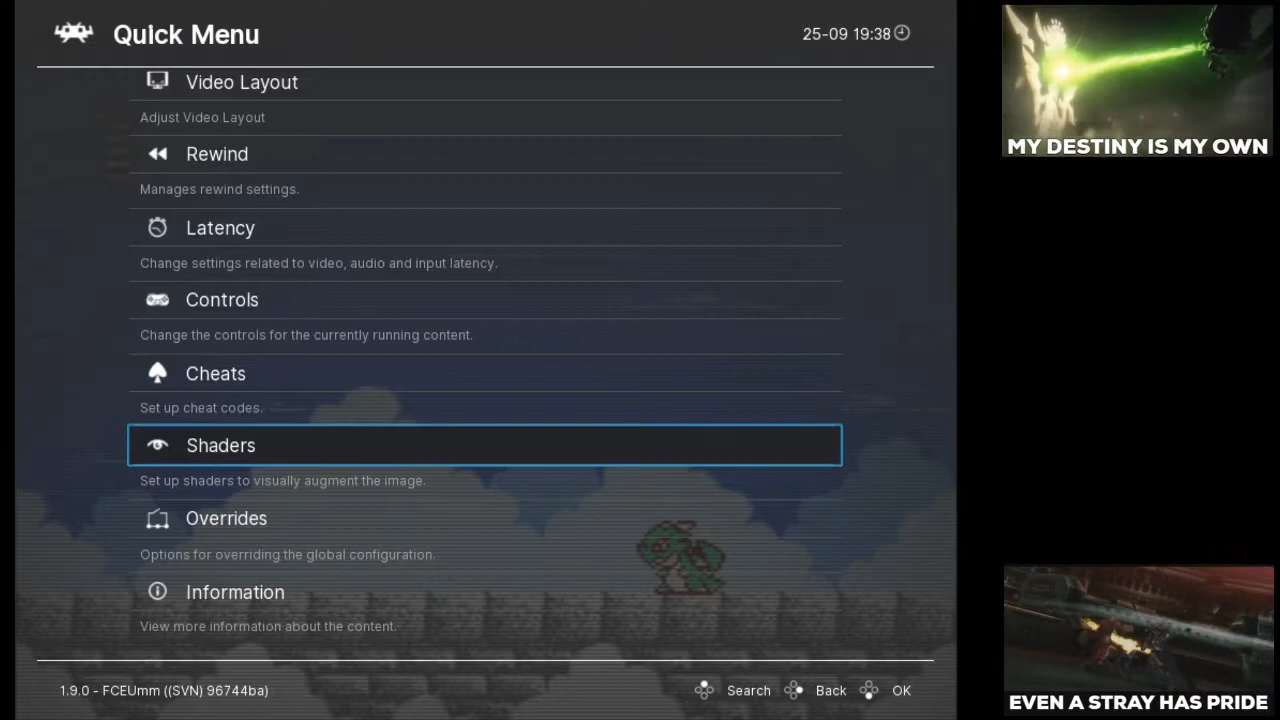 Quick Menu
25-09 19:38
Video Layout
Adjust Video Layout
Rewind
Manages rewind settings.
Latency
Change settings related to video, audio and input latency.
Controls
Change the controls for the currently running content.
Cheats
Set up cheat codes.
Shaders
Set up shaders to visually augment the image.
Overrides
Options for overriding the global configuration.
Information
View more information about the content.
1.9.0 - FCEUmm ((SVN) 96744ba)
Search Back OK
MY DESTINY IS MY OWN
EVEN A STRAY HAS PRIDE